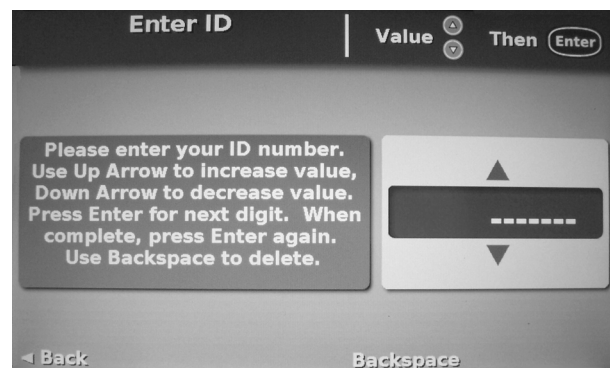 Enter ID
Value
Then Enter
Please enter your ID number.
Use Up Arrow to increase value,
Down Arrow to decrease value.
Press Enter for next digit. When
complete, press Enter again.
Use Backspace to delete.
-------
◄ Back
Backspace